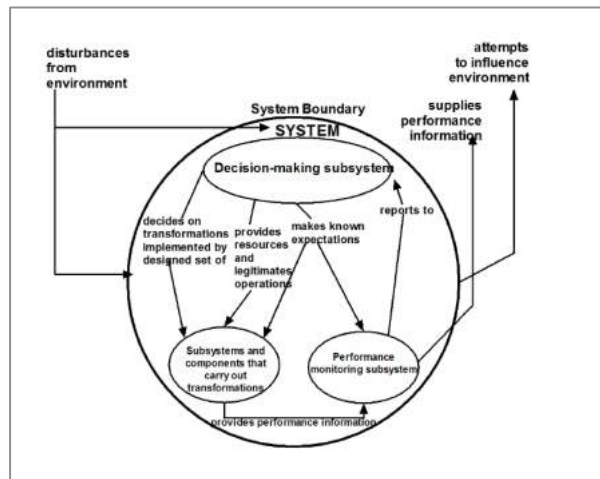 disturbances
from
environment
attempts
to influence
environment
supplies
performance
information
System Boundary
SYSTEM
Decision-making subsystem
decides on
transformations
implemented by
designed set of
provides
resources
and
legitimates
operations
makes known
expectations
reports to
Subsystems and
components that
carry out
transformations
Performance
monitoring subsystem
provides performance information